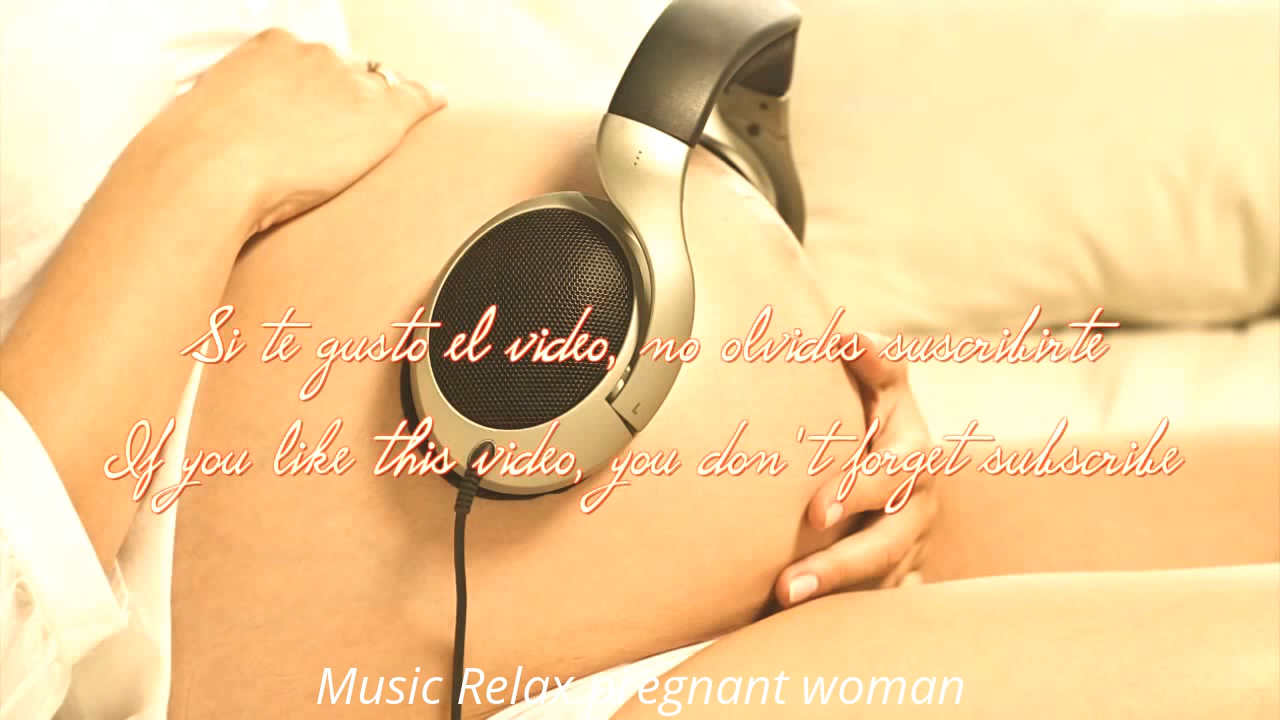 Si te gusto el video, no olvides suscribirte
If you like this video, you don't forget subscribe
L
Music Relax pregnant woman